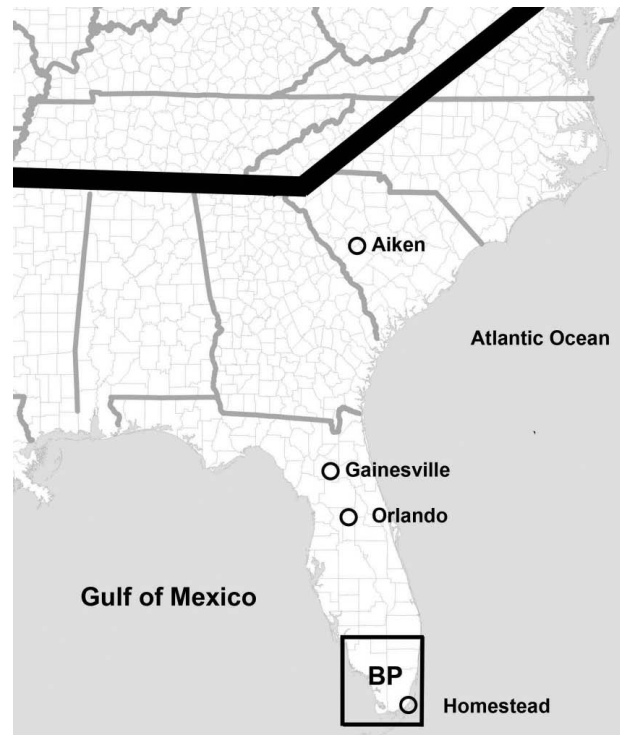 Aiken
Atlantic Ocean
Gainesville
Orlando
Gulf of Mexico
BP
Homestead